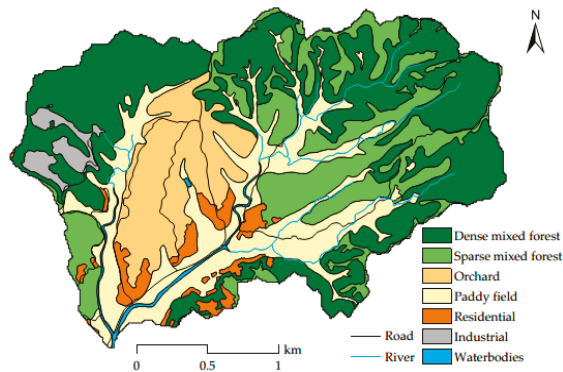 N
Dense mixed forest
Sparse mixed forest
Orchard
Paddy field
Residential
Road Industrial
River Waterbodies
km
0 0.5 1